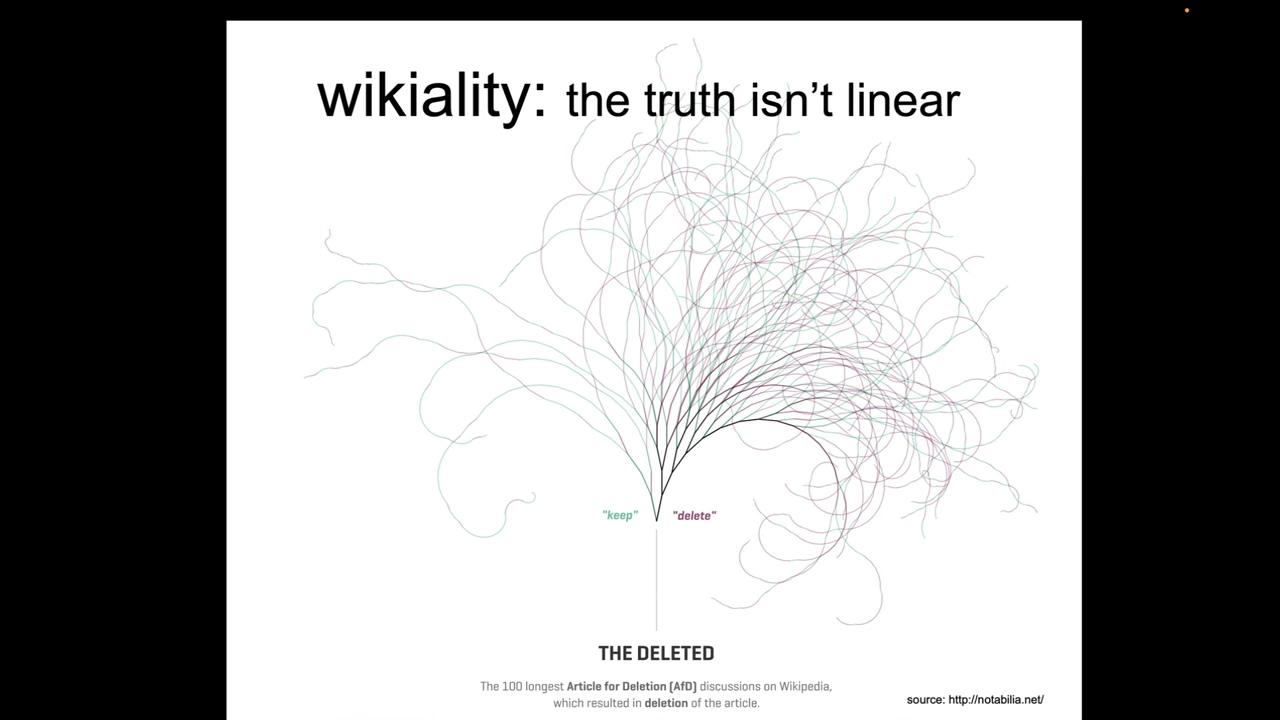 wikiality: the truth isn't linear
"keep" "delete"
THE DELETED
The 100 longest Article for Deletion (AfD) discussions on Wikipedia,
which resulted in deletion of the article.
source: http://notabilia.net/